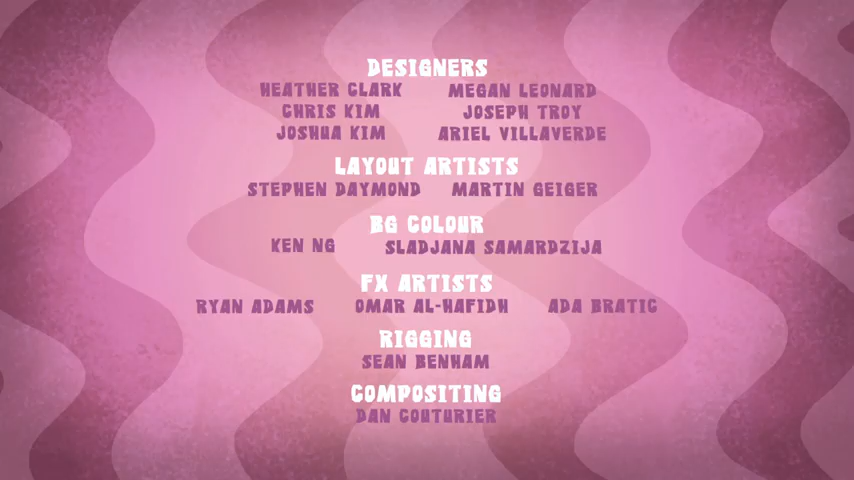 DESIGNERS
HEATHER CLARK MEGAN LEONARD
CHRIS KIM JOSEPH TROY
JOSHUA KIM ARIEL VILLAVERDE
LAYOUT ARTISTS
STEPHEN DAYMOND MARTIN GEIGER
BG COLOUR
KEN NG SLADJANA SAMARDZIJA
FX ARTISTS
RYAN ADAMS OMAR AL-HAFIDH ADA BRATIC
RIGGING
SEAN BENHAM
COMPOSITING
DAN COUTURIER